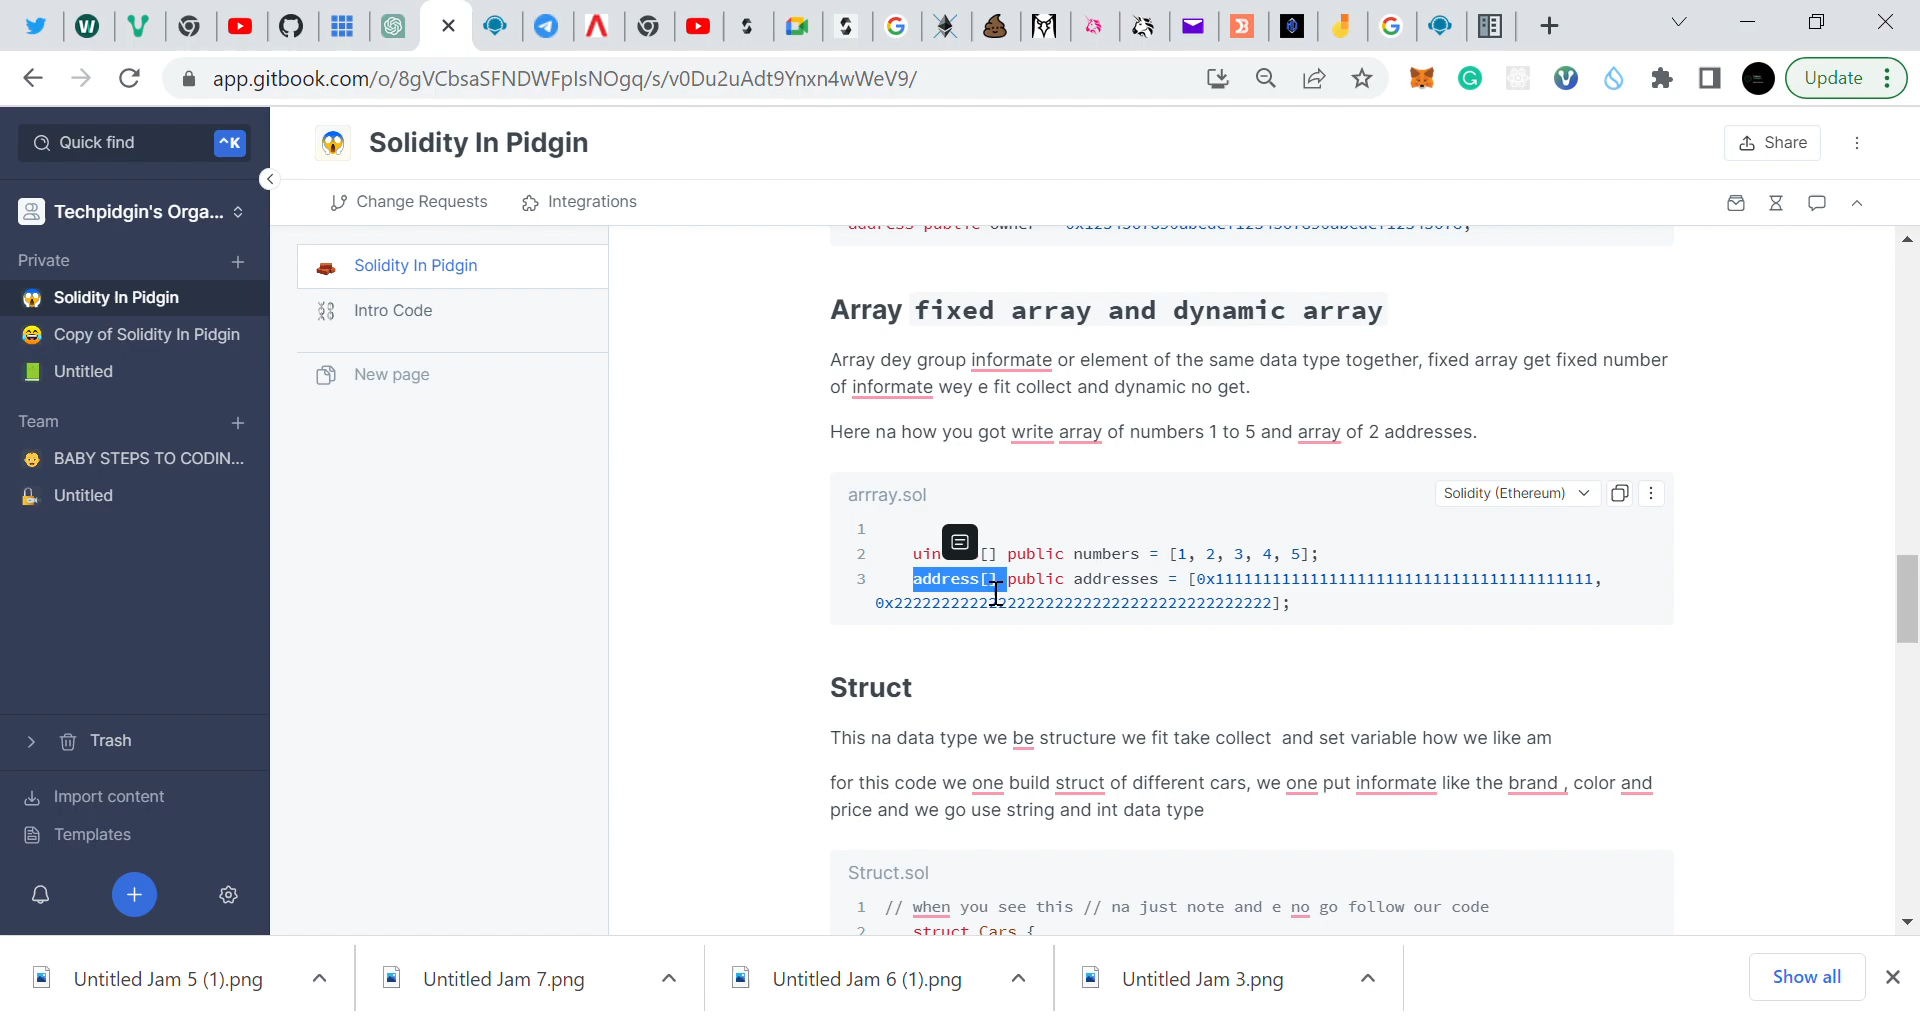 app.gitbook.com/o/8gVCbsaSFNDWFplsNOgq/s/v0Du2uAdt9Ynxn4wWeV9/
Update
Quick find
^K
Solidity In Pidgin
Share
Techpidgin's Orga...
Change Requests
Integrations
Private
Solidity In Pidgin
Copy of Solidity In Pidgin
Untitled
Team
BABY STEPS TO CODIN...
Untitled
Trash
Import content
Templates
Solidity In Pidgin
Intro Code
New page
Array fixed array and dynamic array
Array dey group informate or element of the same data type together, fixed array get fixed number
of informate wey e fit collect and dynamic no get.
Here na how you got write array of numbers 1 to 5 and array of 2 addresses.
arrray.sol
Solidity (Ethereum)
1
2 [] public numbers = [1, 2, 3, 4, 5];
3 address[] public addresses = [0x1111111111111111111111111111111111111111,
0x2222222222222222222222222222222222222222];
Struct
This na data type we be structure we fit take collect and set variable how we like am
for this code we one build struct of different cars, we one put informate like the brand , color and
price and we go use string and int data type
Struct.sol
1 // when you see this // na just note and e no go follow our code
2 struct Cars {
Untitled Jam 5 (1).png
Untitled Jam 7.png
Untitled Jam 6 (1).png
Untitled Jam 3.png
Show all